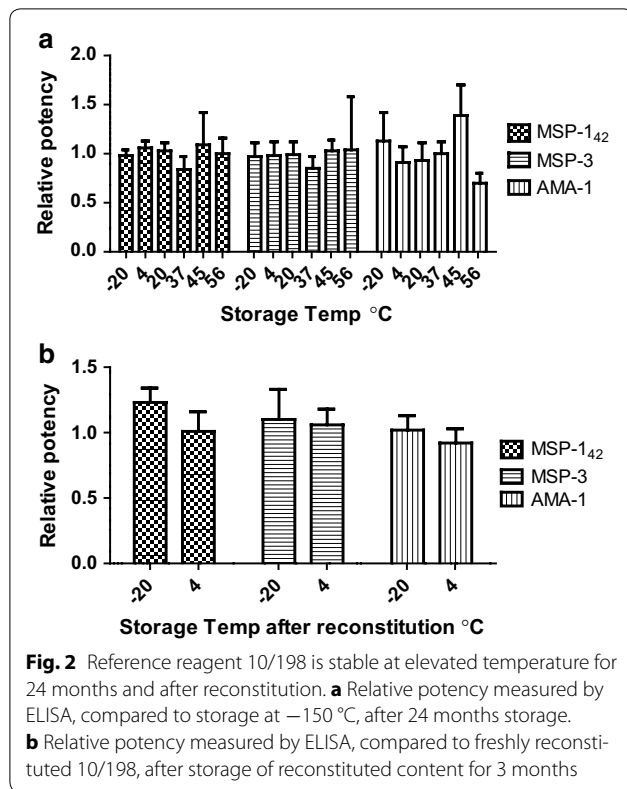 a
2.0
1.5
1.0
0.5
0.0
Relative potency
-20 4 20 37 45 56 -20 4 20 37 45 56 -20 4 20 37 45 56
Storage Temp °C
MSP-1₄₂
MSP-3
AMA-1
b
1.5
1.0
0.5
0.0
Relative potency
-20 4 -20 4 -20 4
Storage Temp after reconstitution °C
MSP-1₄₂
MSP-3
AMA-1
Fig. 2 Reference reagent 10/198 is stable at elevated temperature for
24 months and after reconstitution. a Relative potency measured by
ELISA, compared to storage at −150 °C, after 24 months storage.
b Relative potency measured by ELISA, compared to freshly reconsti-
tuted 10/198, after storage of reconstituted content for 3 months